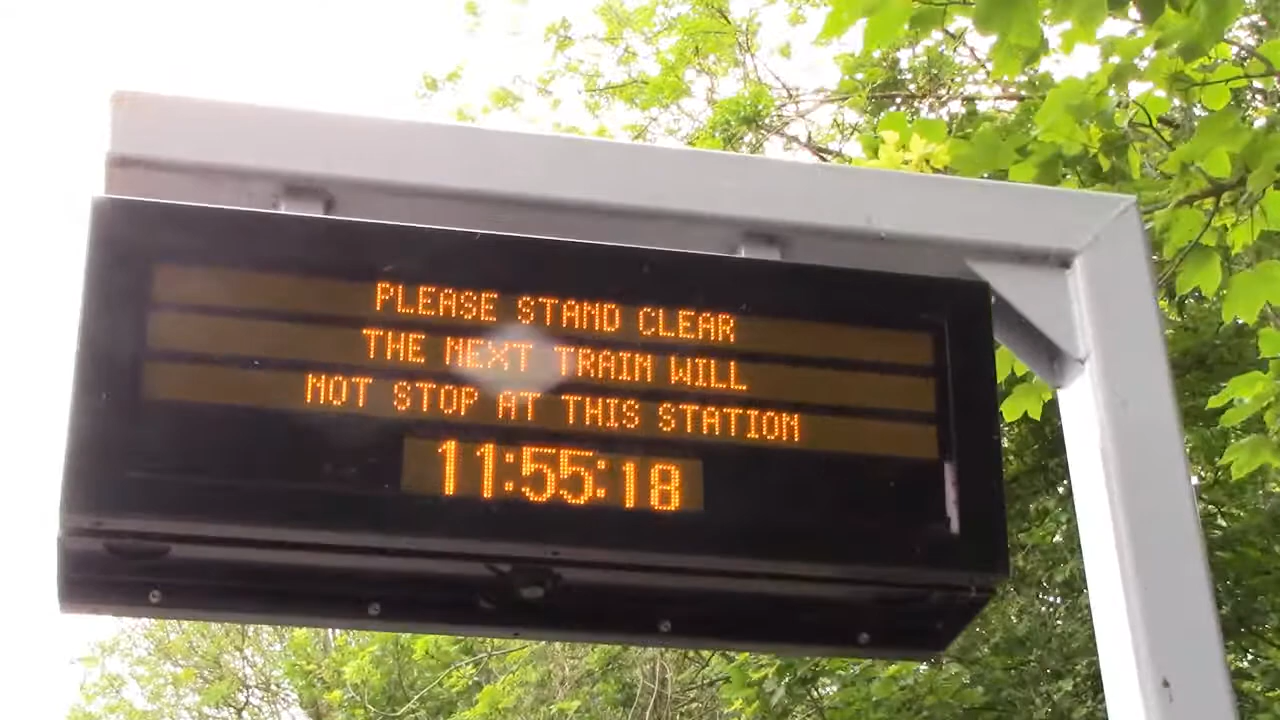 PLEASE STAND CLEAR
THE NEXT TRAIN WILL
NOT STOP AT THIS STATION
11:55:18